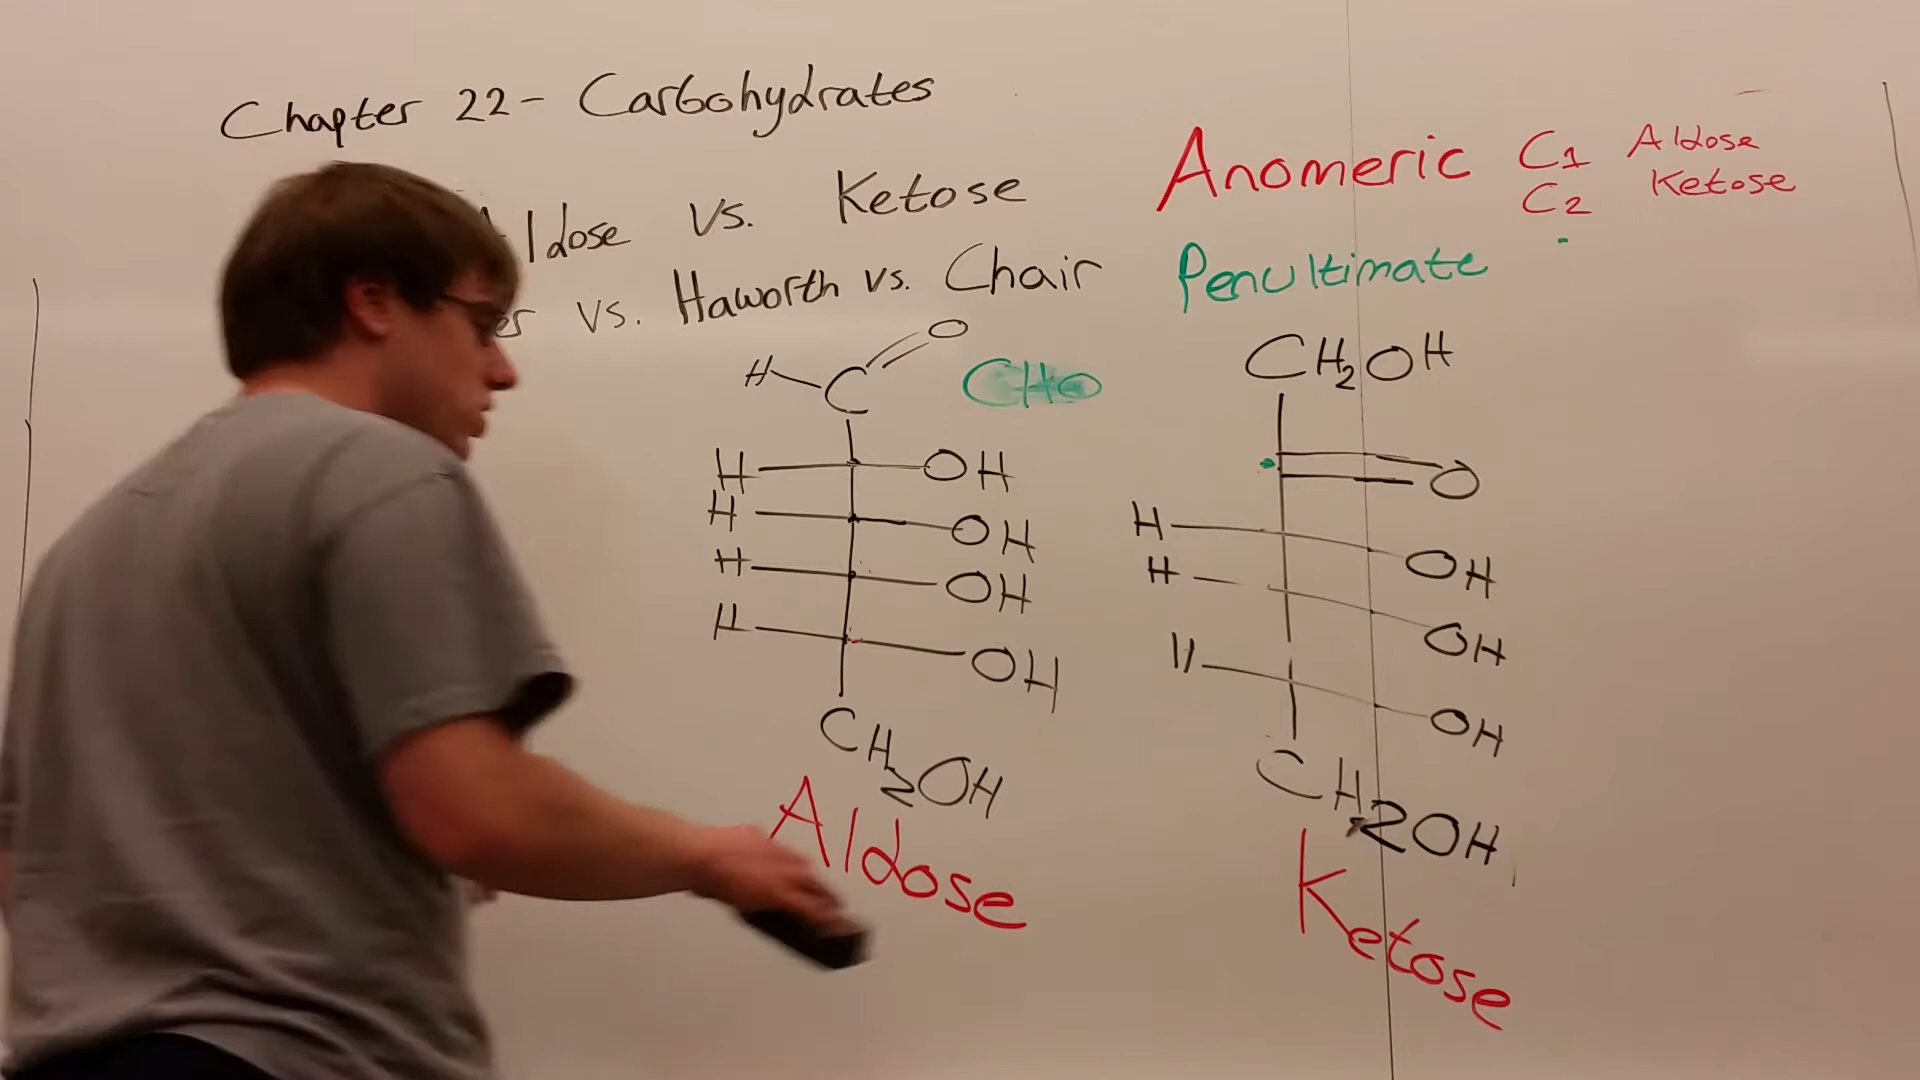 Chapter 22- Carbohydrates
ldose vs. Ketose
er vs. Haworth vs. Chair
Anomeric C1 Aldose
C2 Ketose
Penultimate
H C O CHO
H OH
H OH
H OH
H OH
CH2OH
Aldose
CH2OH
O
H OH
H OH
H OH
CH2OH
Ketose